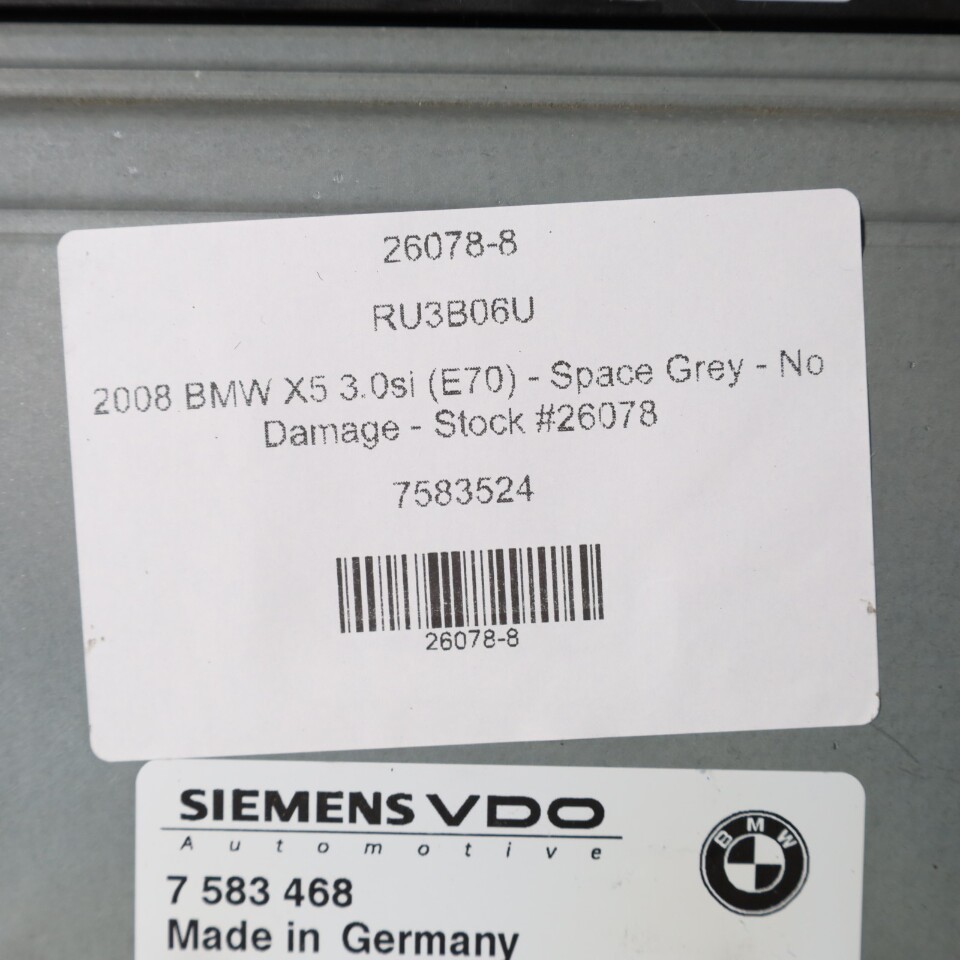 26078-8
RU3B06U
2008 BMW X5 3.0si (E70) - Space Grey - No
Damage - Stock #26078
7583524
26078-8
SIEMENS VDO
Automotive
BMW
7 583 468
Made in Germany